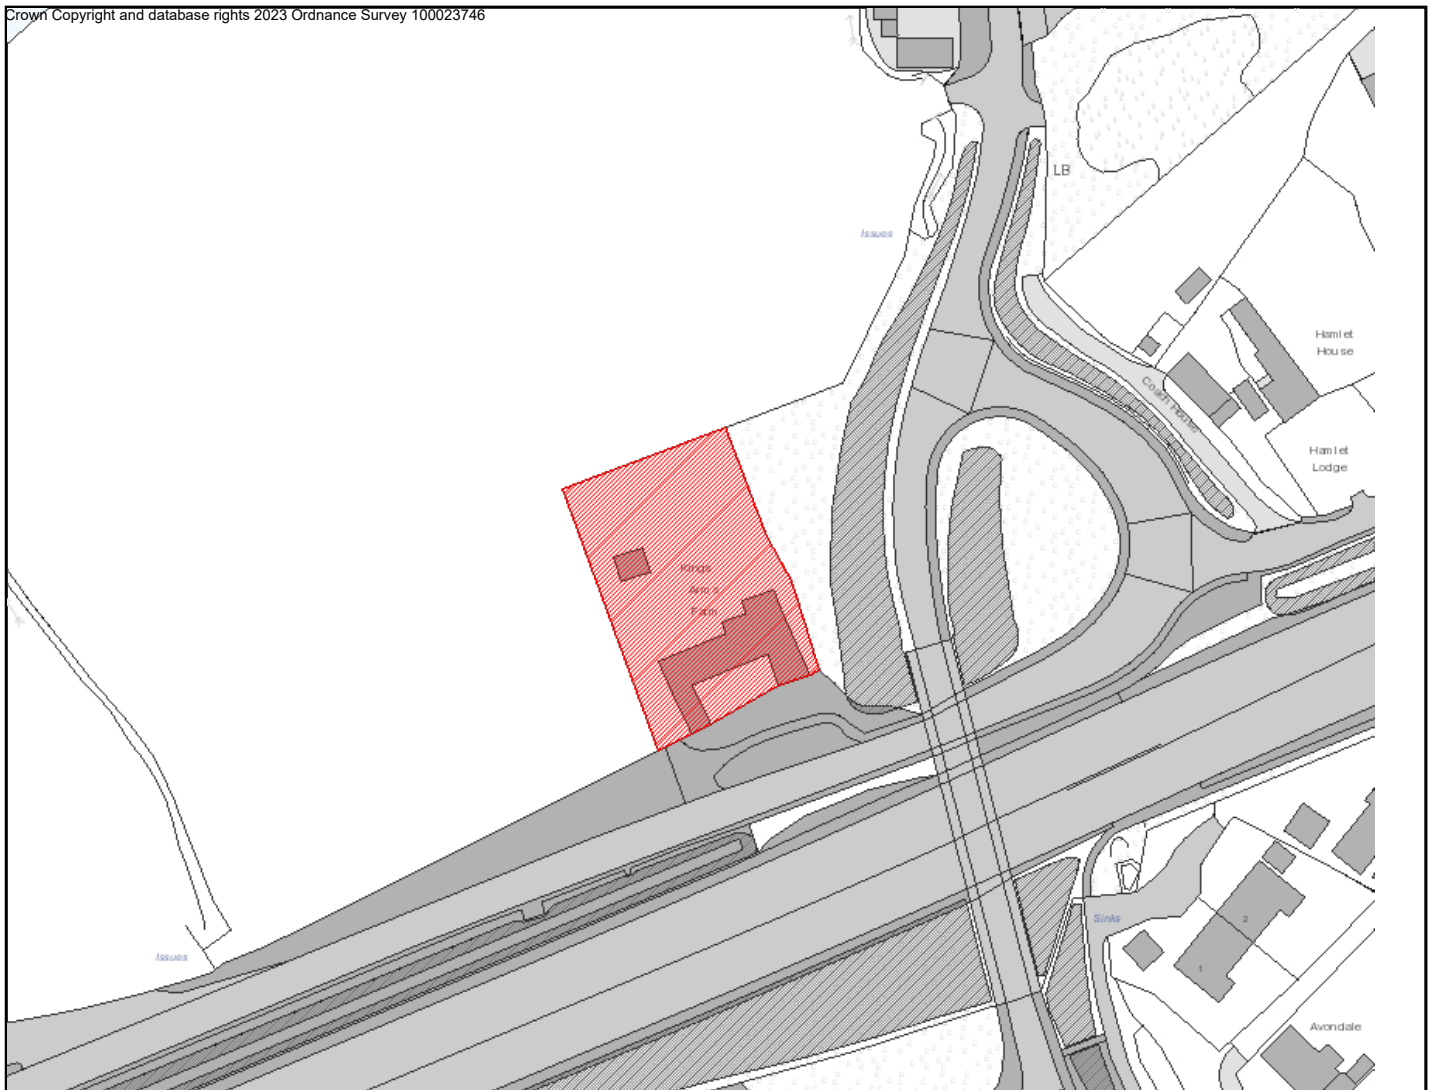 Crown Copyright and database rights 2023 Ordnance Survey 100023746
LB
Issues
Hamlet
House
Coach House
Hamlet
Lodge
Kings
Arms
Farm
Sinks
2
1
Issues
Avondale